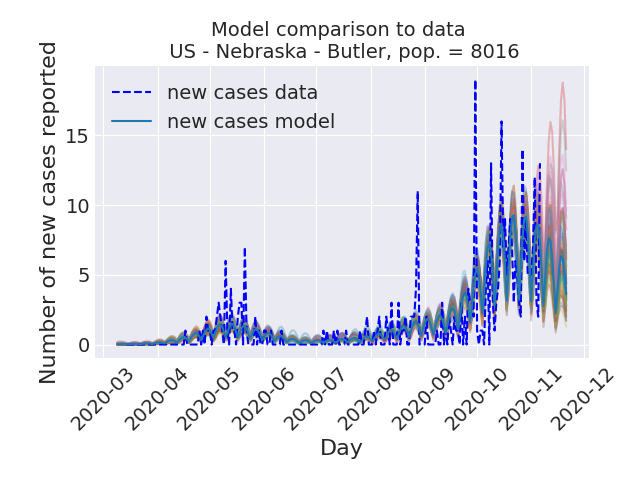 Model comparison to data
US - Nebraska - Butler, pop. = 8016
new cases data
new cases model
Number of new cases reported
15
10
5
0
2020-03
2020-04
2020-05
2020-06
2020-07
2020-08
2020-09
2020-10
2020-11
2020-12
Day